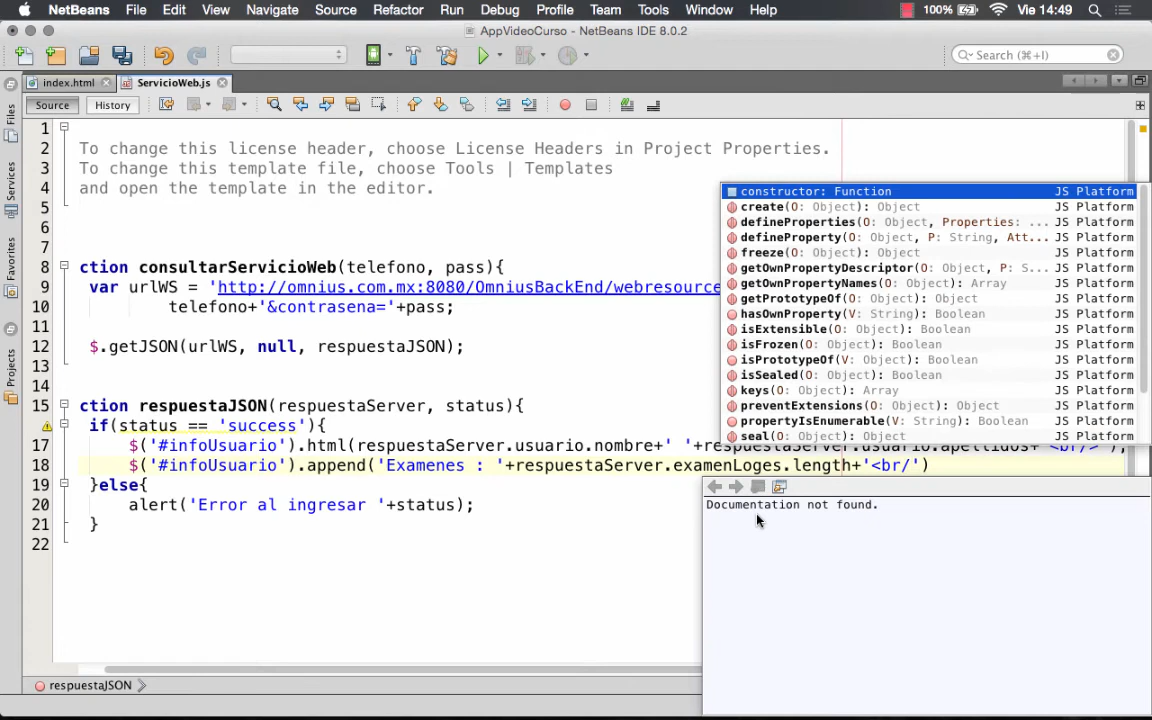 NetBeans File Edit View Navigate Source Refactor Run Debug Profile Team Tools Window Help 100% Vie 14:49
AppVideoCurso - NetBeans IDE 8.0.2
Search (⌘+I)
index.html ServicioWeb.js
Source History
Files
Services
Favorites
Projects
1
2 To change this license header, choose License Headers in Project Properties.
3 To change this template file, choose Tools | Templates
4 and open the template in the editor.
5
6
7
8 ction consultarServicioWeb(telefono, pass){
9 var urlWS = 'http://omnius.com.mx:8080/OmniusBackEnd/webresource
10 telefono+'&contrasena='+pass;
11
12 $.getJSON(urlWS, null, respuestaJSON);
13
14
15 ction respuestaJSON(respuestaServer, status){
if(status == 'success'){
17 $('#infoUsuario').html(respuestaServer.usuario.nombre+' '+respuestaServer.usuario.apellidos+'<br/>');
18 $('#infoUsuario').append('Examenes : '+respuestaServer.examenLoges.length+'<br/')
19 }else{
20 alert('Error al ingresar '+status);
21 }
22
constructor: Function JS Platform
create(O: Object): Object JS Platform
defineProperties(O: Object, Properties: ... JS Platform
defineProperty(O: Object, P: String, Att... JS Platform
freeze(O: Object): Object JS Platform
getOwnPropertyDescriptor(O: Object, P: S... JS Platform
getOwnPropertyNames(O: Object): Array JS Platform
getPrototypeOf(O: Object): Object JS Platform
hasOwnProperty(V: String): Boolean JS Platform
isExtensible(O: Object): Boolean JS Platform
isFrozen(O: Object): Boolean JS Platform
isPrototypeOf(V: Object): Boolean JS Platform
isSealed(O: Object): Boolean JS Platform
keys(O: Object): Array JS Platform
preventExtensions(O: Object): Object JS Platform
propertyIsEnumerable(V: String): Boolean JS Platform
seal(O: Object): Object JS Platform
Documentation not found.
respuestaJSON